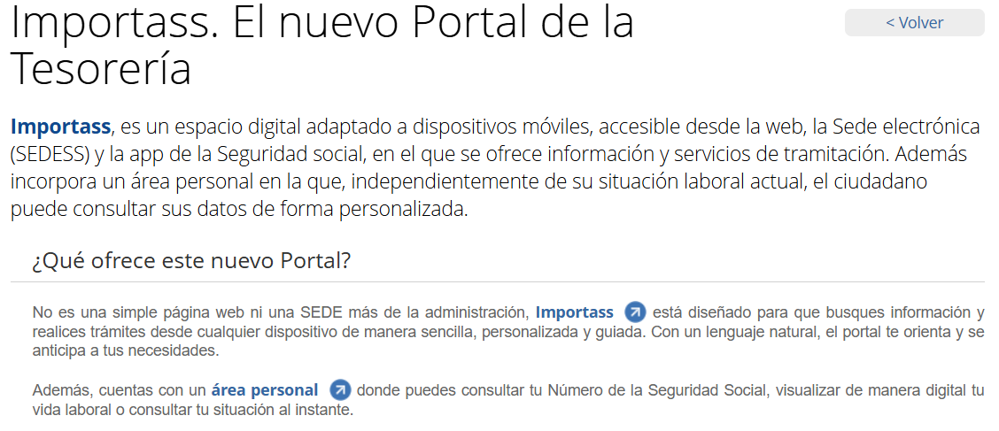 Importass. El nuevo Portal de la
Tesorería
< Volver
Importass, es un espacio digital adaptado a dispositivos móviles, accesible desde la web, la Sede electrónica
(SEDESS) y la app de la Seguridad social, en el que se ofrece información y servicios de tramitación. Además
incorpora un área personal en la que, independientemente de su situación laboral actual, el ciudadano
puede consultar sus datos de forma personalizada.
¿Qué ofrece este nuevo Portal?
No es una simple página web ni una SEDE más de la administración, Importass está diseñado para que busques información y
realices trámites desde cualquier dispositivo de manera sencilla, personalizada y guiada. Con un lenguaje natural, el portal te orienta y se
anticipa a tus necesidades.
Además, cuentas con un área personal donde puedes consultar tu Número de la Seguridad Social, visualizar de manera digital tu
vida laboral o consultar tu situación al instante.